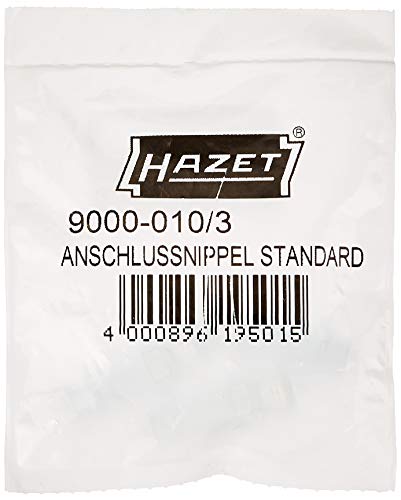 HAZET®
9000-010/3
ANSCHLUSSNIPPEL STANDARD
4 000896 195015